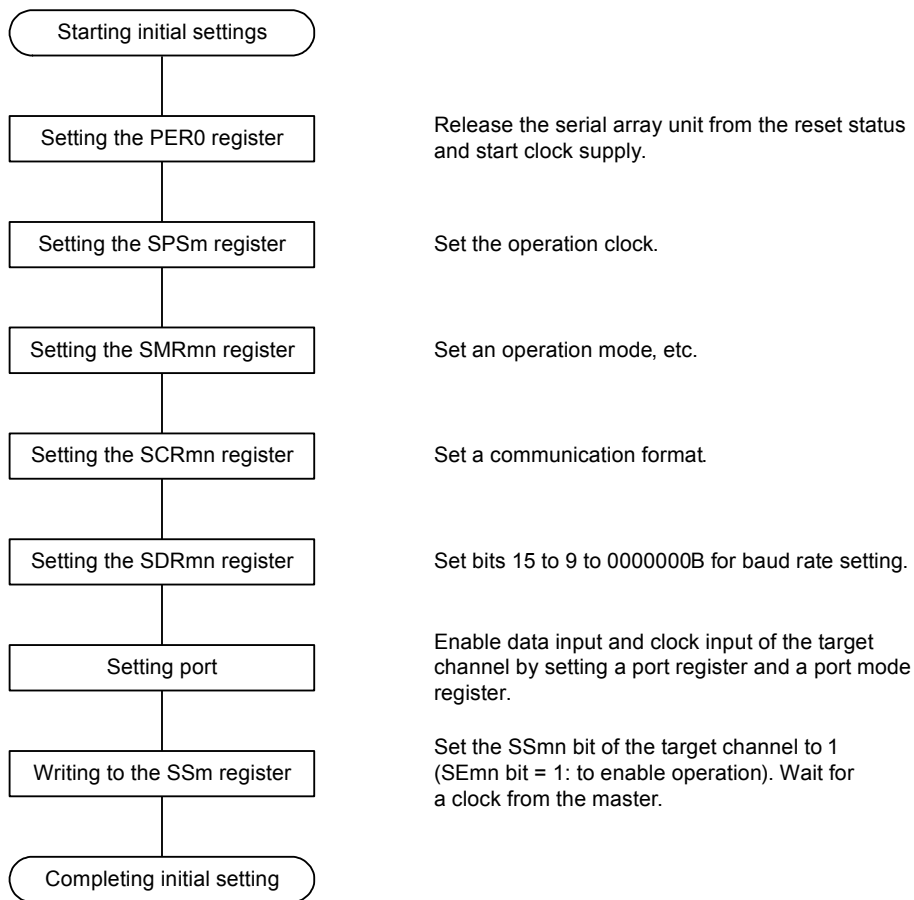 Starting initial settings
Setting the PER0 register
Release the serial array unit from the reset status
and start clock supply.
Setting the SPSm register
Set the operation clock.
Setting the SMRmn register
Set an operation mode, etc.
Setting the SCRmn register
Set a communication format.
Setting the SDRmn register
Set bits 15 to 9 to 0000000B for baud rate setting.
Setting port
Enable data input and clock input of the target
channel by setting a port register and a port mode
register.
Writing to the SSm register
Set the SSmn bit of the target channel to 1
(SEmn bit = 1: to enable operation). Wait for
a clock from the master.
Completing initial setting